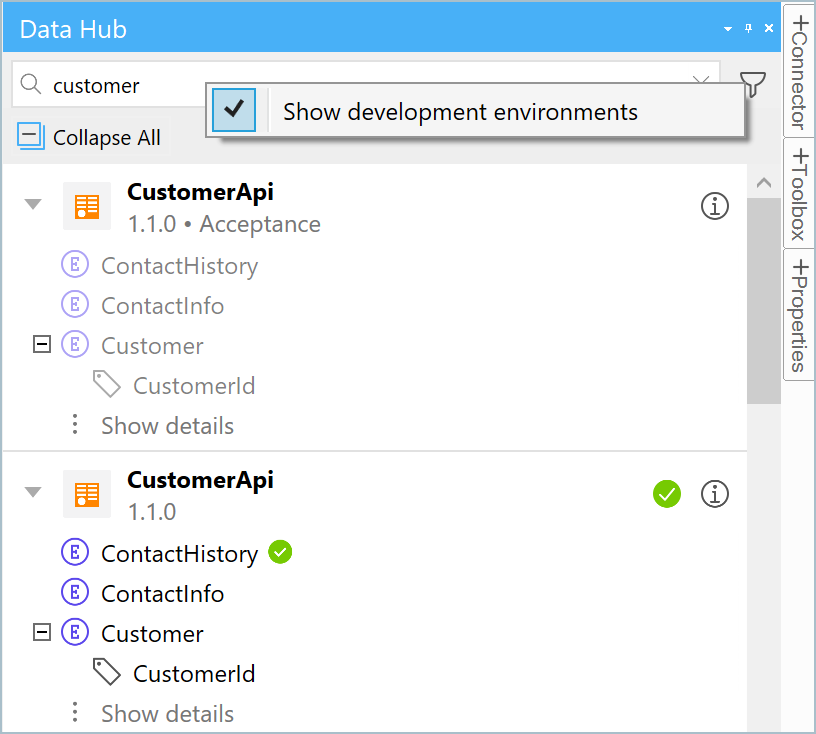 Data Hub
customer
Show development environments
Collapse All
CustomerApi
1.1.0 • Acceptance
E ContactHistory
E ContactInfo
E Customer
CustomerId
Show details
CustomerApi
1.1.0
E ContactHistory
E ContactInfo
E Customer
CustomerId
Show details
Connector
Toolbox
Properties